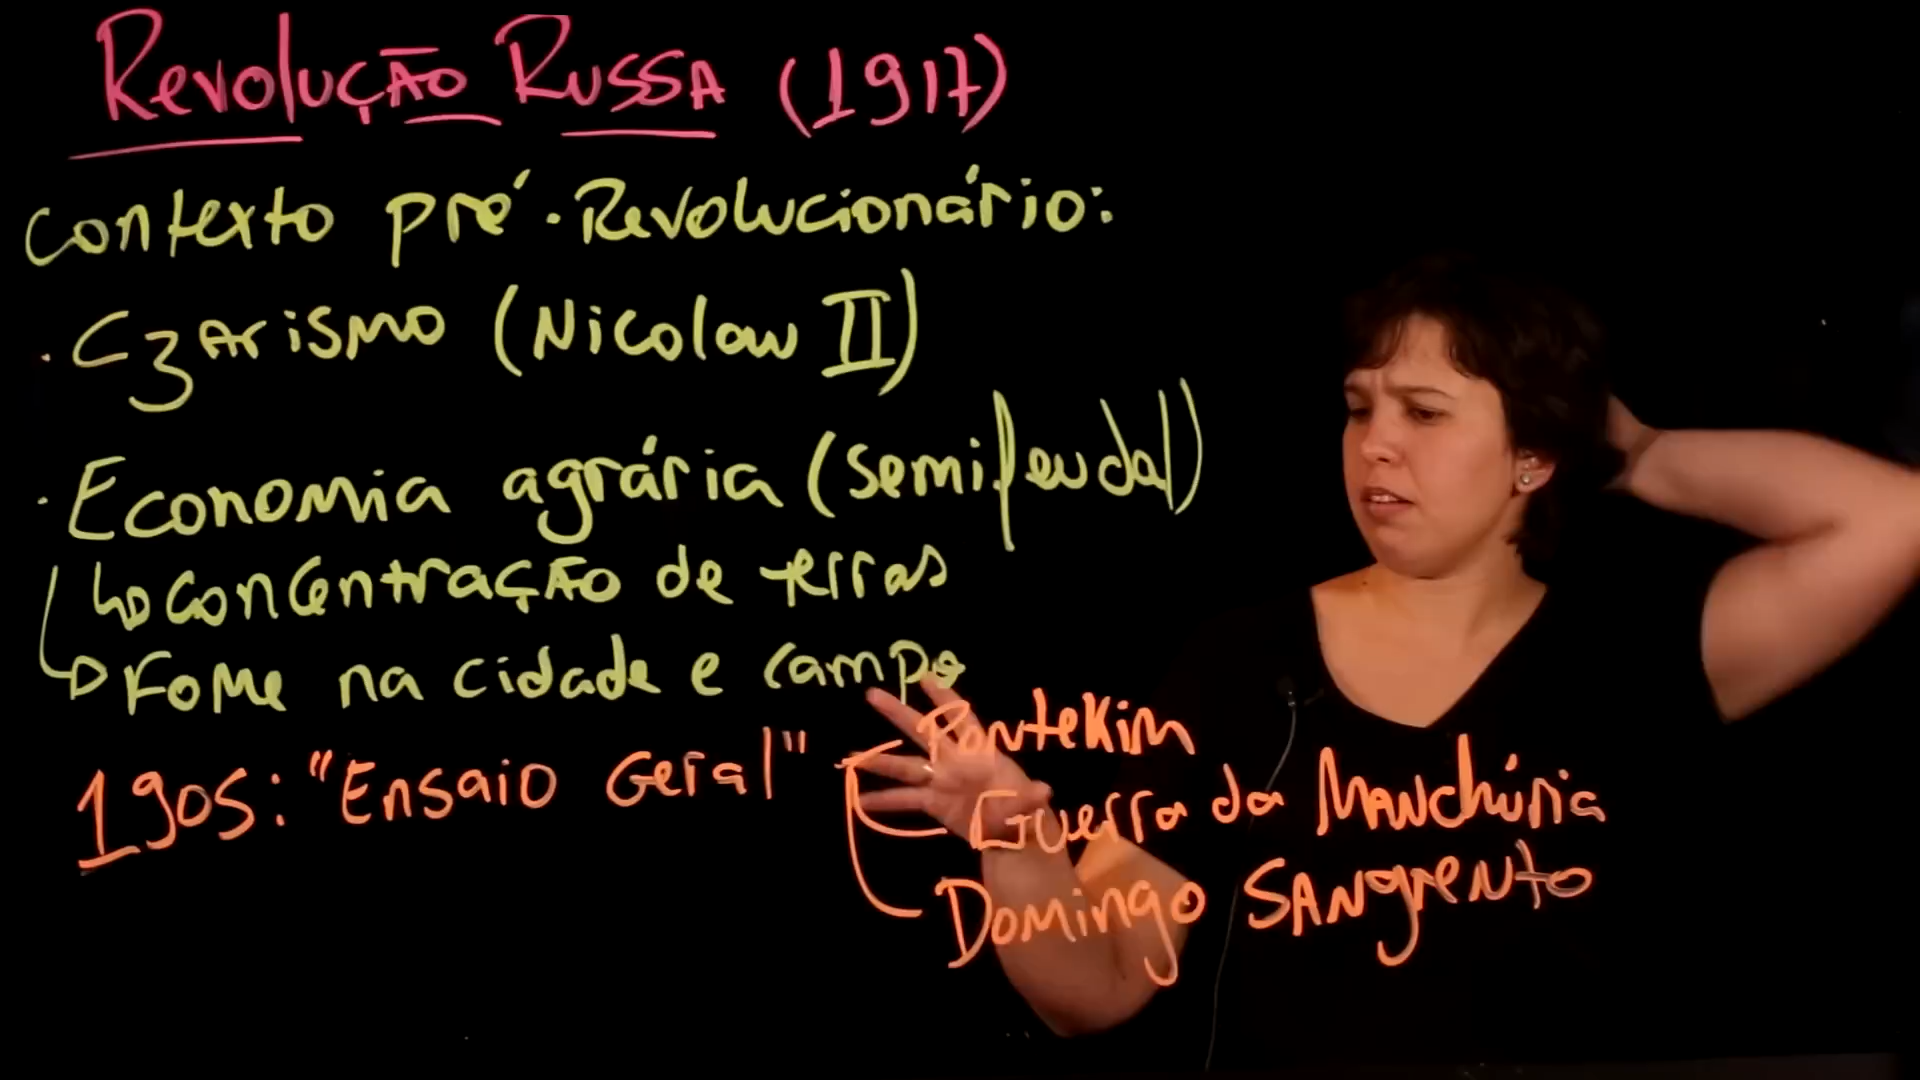 Revolução Russa (1917)
Contexto pré-Revolucionário:
· Czarismo (Nicolau II)
· Economia agrária (semifeudal)
↳ Concentração de terras
↳ Fome na cidade e campo
1905: "Ensaio Geral"
Pontekim
Guerra da Manchúria
Domingo Sangrento